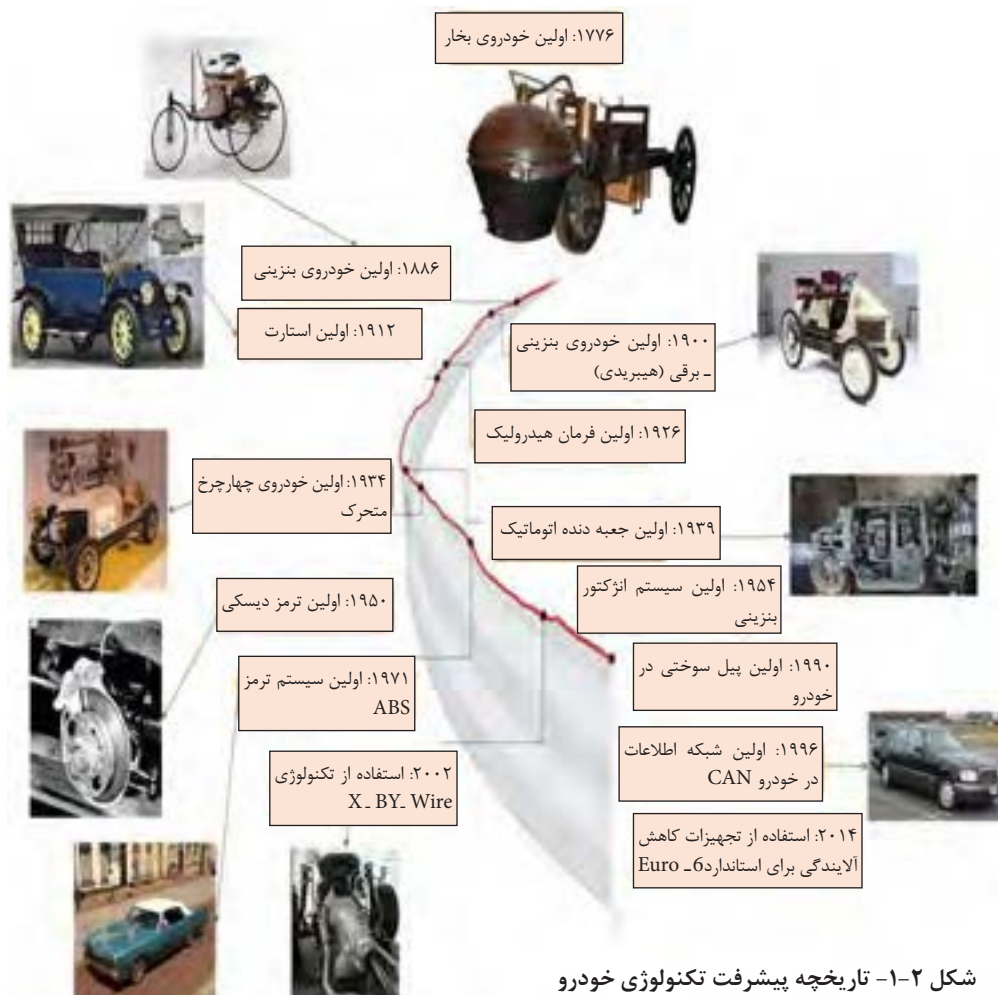 ۱۷۷۶: اولین خودروی بخار
۱۸۸۶: اولین خودروی بنزینی
۱۹۱۲: اولین استارت
۱۹۰۰: اولین خودروی بنزینی
ـ برقی (هیبریدی)
۱۹۲۶: اولین فرمان هیدرولیک
۱۹۳۴: اولین خودروی چهارچرخ
متحرک
۱۹۳۹: اولین جعبه دنده اتوماتیک
۱۹۵۰: اولین ترمز دیسکی
۱۹۵۴: اولین سیستم انژکتور
بنزینی
۱۹۷۱: اولین سیستم ترمز
ABS
۱۹۹۰: اولین پیل سوختی در
خودرو
۱۹۹۶: اولین شبکه اطلاعات
در خودرو CAN
۲۰۰۲: استفاده از تکنولوژی
X ـ BY ـ Wire
۲۰۱۴: استفاده از تجهیزات کاهش
آلایندگی برای استاندارد Euro ـ 6
شکل ۲-۱- تاریخچه پیشرفت تکنولوژی خودرو